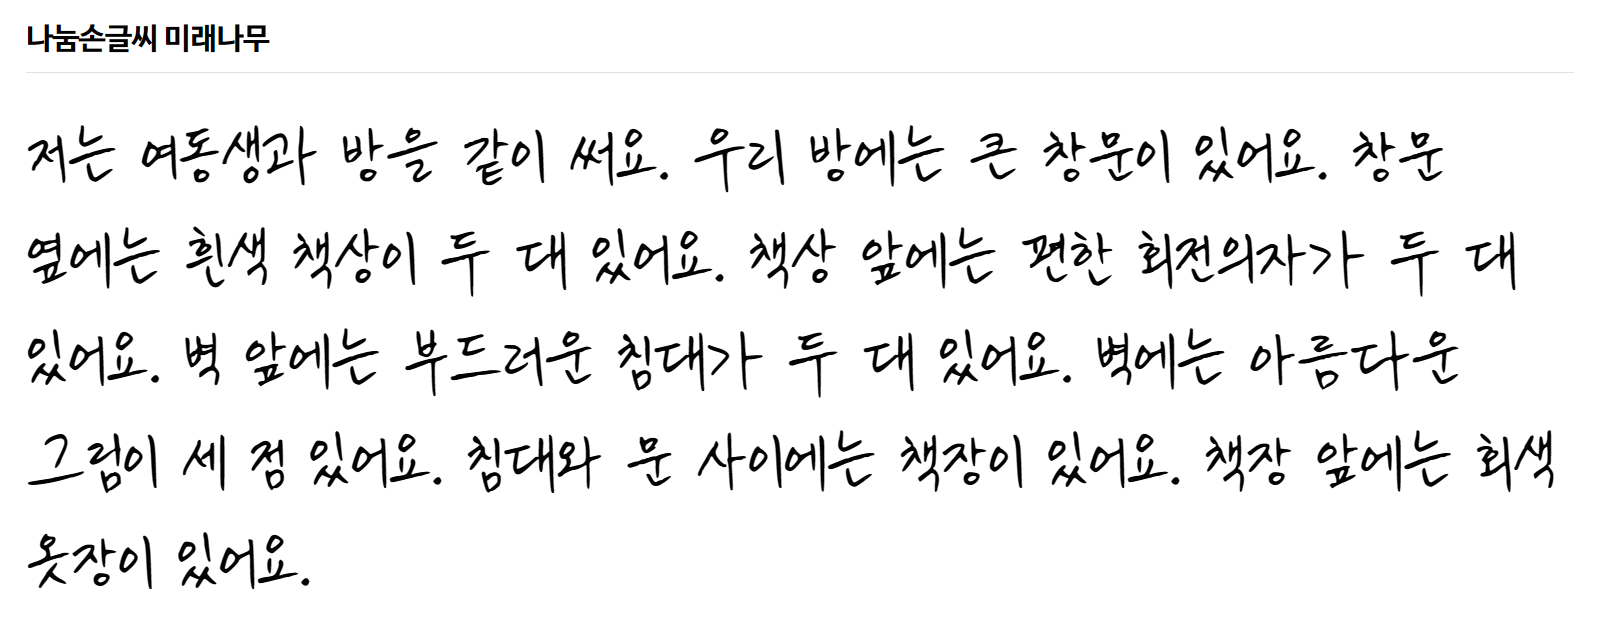 나눔손글씨 미래나무
저는 여동생과 방을 같이 써요. 우리 방에는 큰 창문이 있어요. 창문
옆에는 흰색 책상이 두 대 있어요. 책상 앞에는 편한 회전의자가 두 대
있어요. 벽 앞에는 부드러운 침대가 두 대 있어요. 벽에는 아름다운
그림이 세 점 있어요. 침대와 문 사이에는 책장이 있어요. 책장 앞에는 회색
옷장이 있어요.